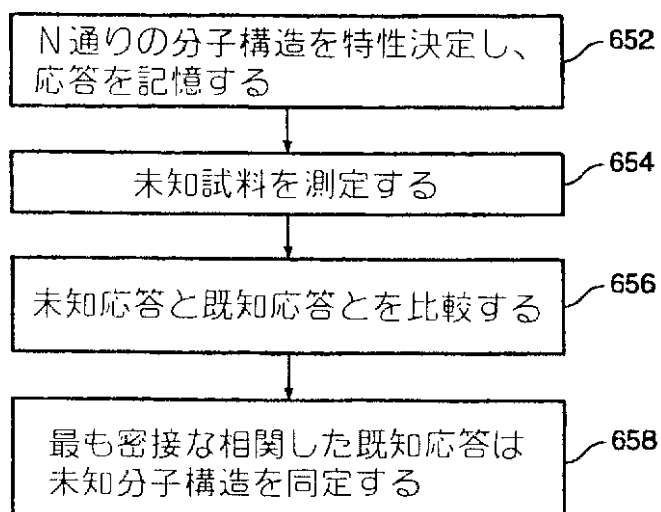 N通りの分子構造を特性決定し、
応答を記憶する
652
未知試料を測定する
654
未知応答と既知応答とを比較する
656
最も密接な相関した既知応答は
未知分子構造を同定する
658